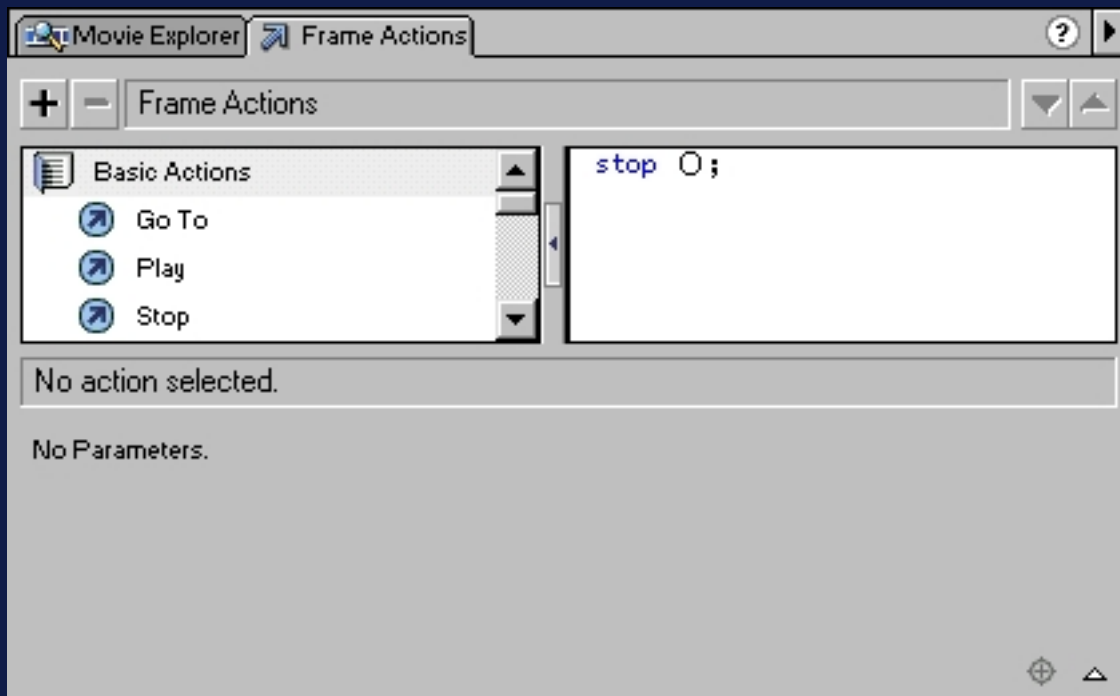 Movie Explorer
Frame Actions
?
+ − Frame Actions
Basic Actions
Go To
Play
Stop
stop ();
No action selected.
No Parameters.